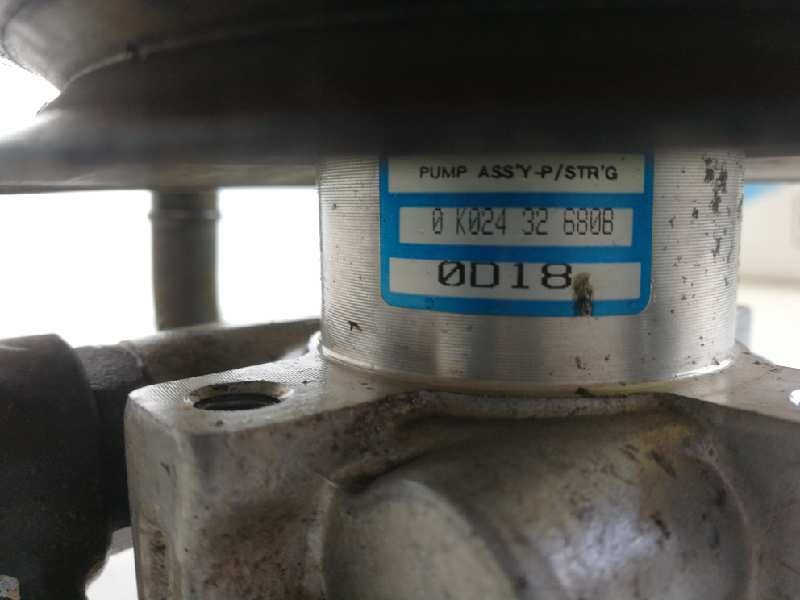 PUMP ASS'Y-P/STR'G
0 K024 32 680B
0D18